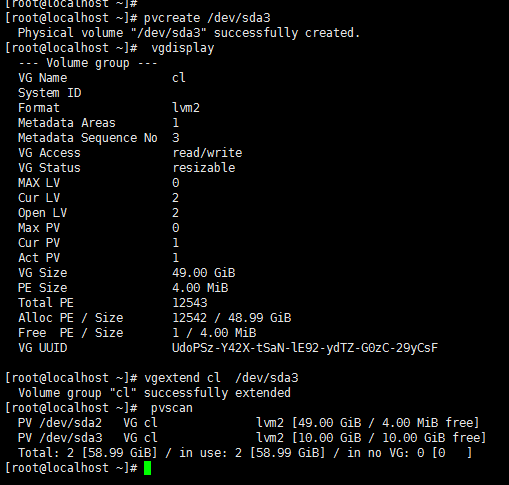 [root@localhost ~]#
[root@localhost ~]# pvcreate /dev/sda3
  Physical volume "/dev/sda3" successfully created.
[root@localhost ~]#  vgdisplay
  --- Volume group ---
  VG Name               cl
  System ID
  Format                lvm2
  Metadata Areas        1
  Metadata Sequence No  3
  VG Access             read/write
  VG Status             resizable
  MAX LV                0
  Cur LV                2
  Open LV               2
  Max PV                0
  Cur PV                1
  Act PV                1
  VG Size               49.00 GiB
  PE Size               4.00 MiB
  Total PE              12543
  Alloc PE / Size       12542 / 48.99 GiB
  Free  PE / Size       1 / 4.00 MiB
  VG UUID               UdoPSz-Y42X-tSaN-lE92-ydTZ-G0zC-29yCsF

[root@localhost ~]# vgextend cl  /dev/sda3
  Volume group "cl" successfully extended
[root@localhost ~]#  pvscan
  PV /dev/sda2   VG cl              lvm2 [49.00 GiB / 4.00 MiB free]
  PV /dev/sda3   VG cl              lvm2 [10.00 GiB / 10.00 GiB free]
  Total: 2 [58.99 GiB] / in use: 2 [58.99 GiB] / in no VG: 0 [0   ]
[root@localhost ~]#